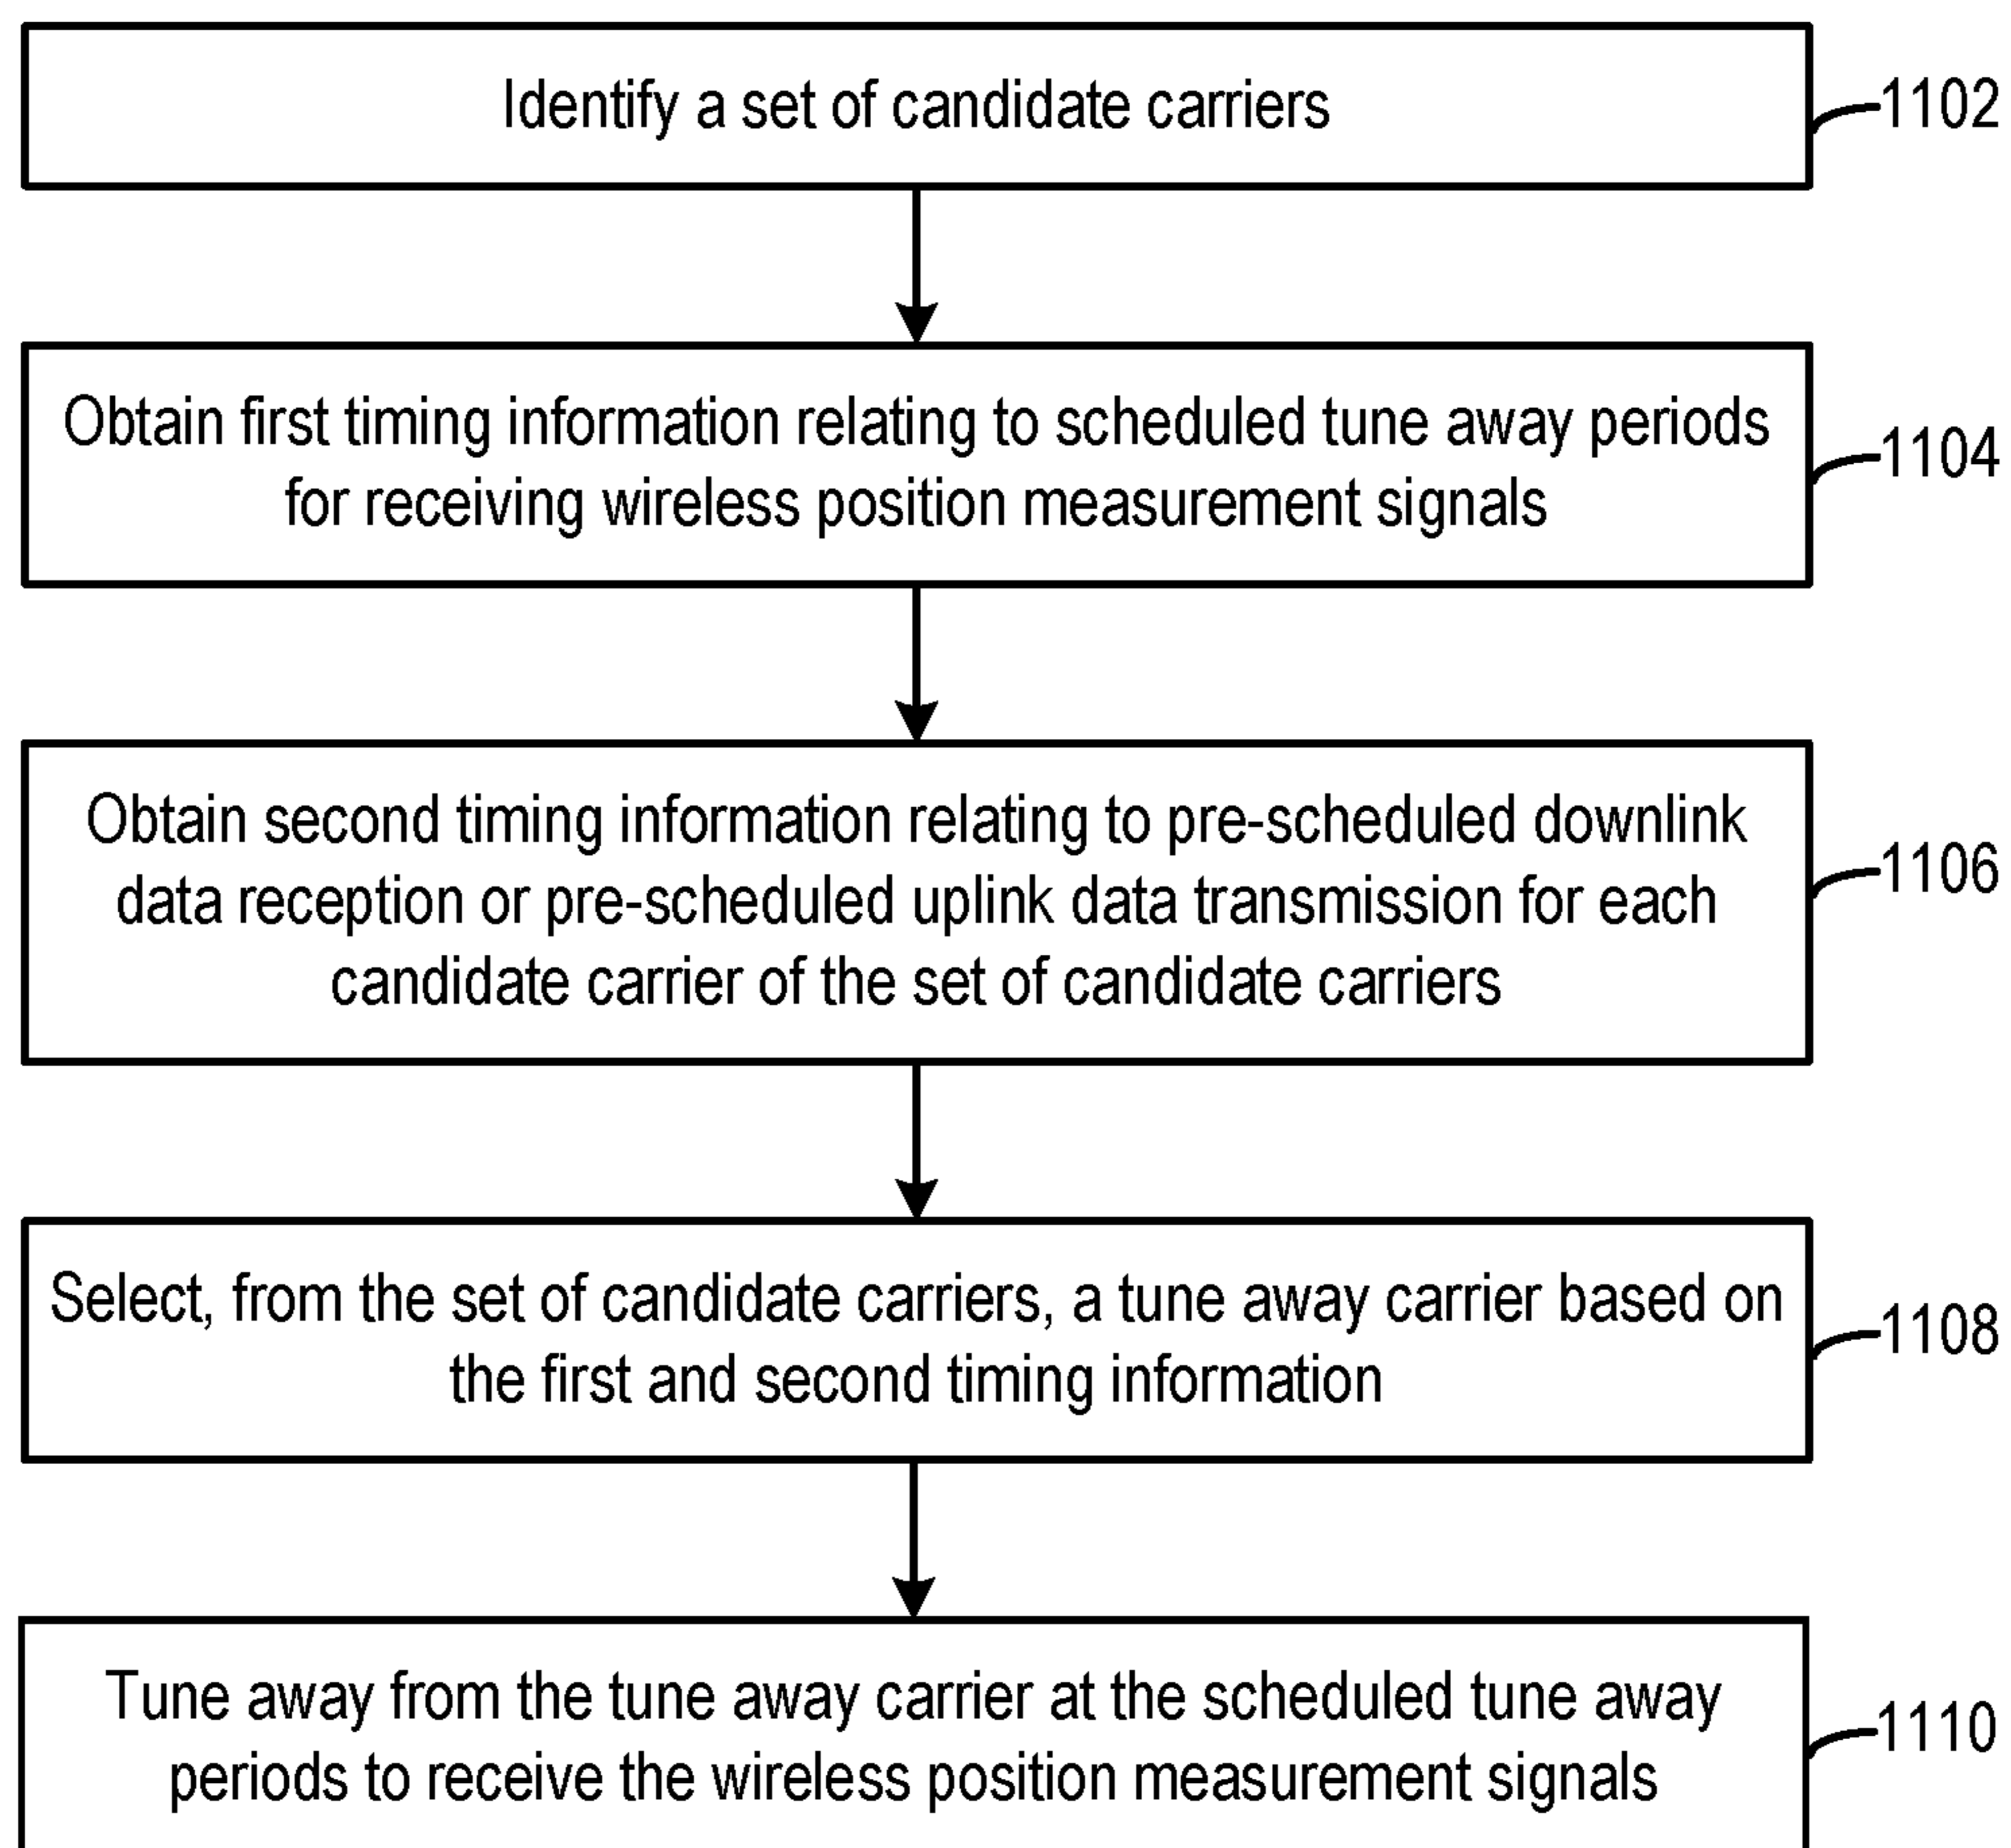 Identify a set of candidate carriers
1102
Obtain first timing information relating to scheduled tune away periods
for receiving wireless position measurement signals
1104
Obtain second timing information relating to pre-scheduled downlink
data reception or pre-scheduled uplink data transmission for each
candidate carrier of the set of candidate carriers
1106
Select, from the set of candidate carriers, a tune away carrier based on
the first and second timing information
1108
Tune away from the tune away carrier at the scheduled tune away
periods to receive the wireless position measurement signals
1110